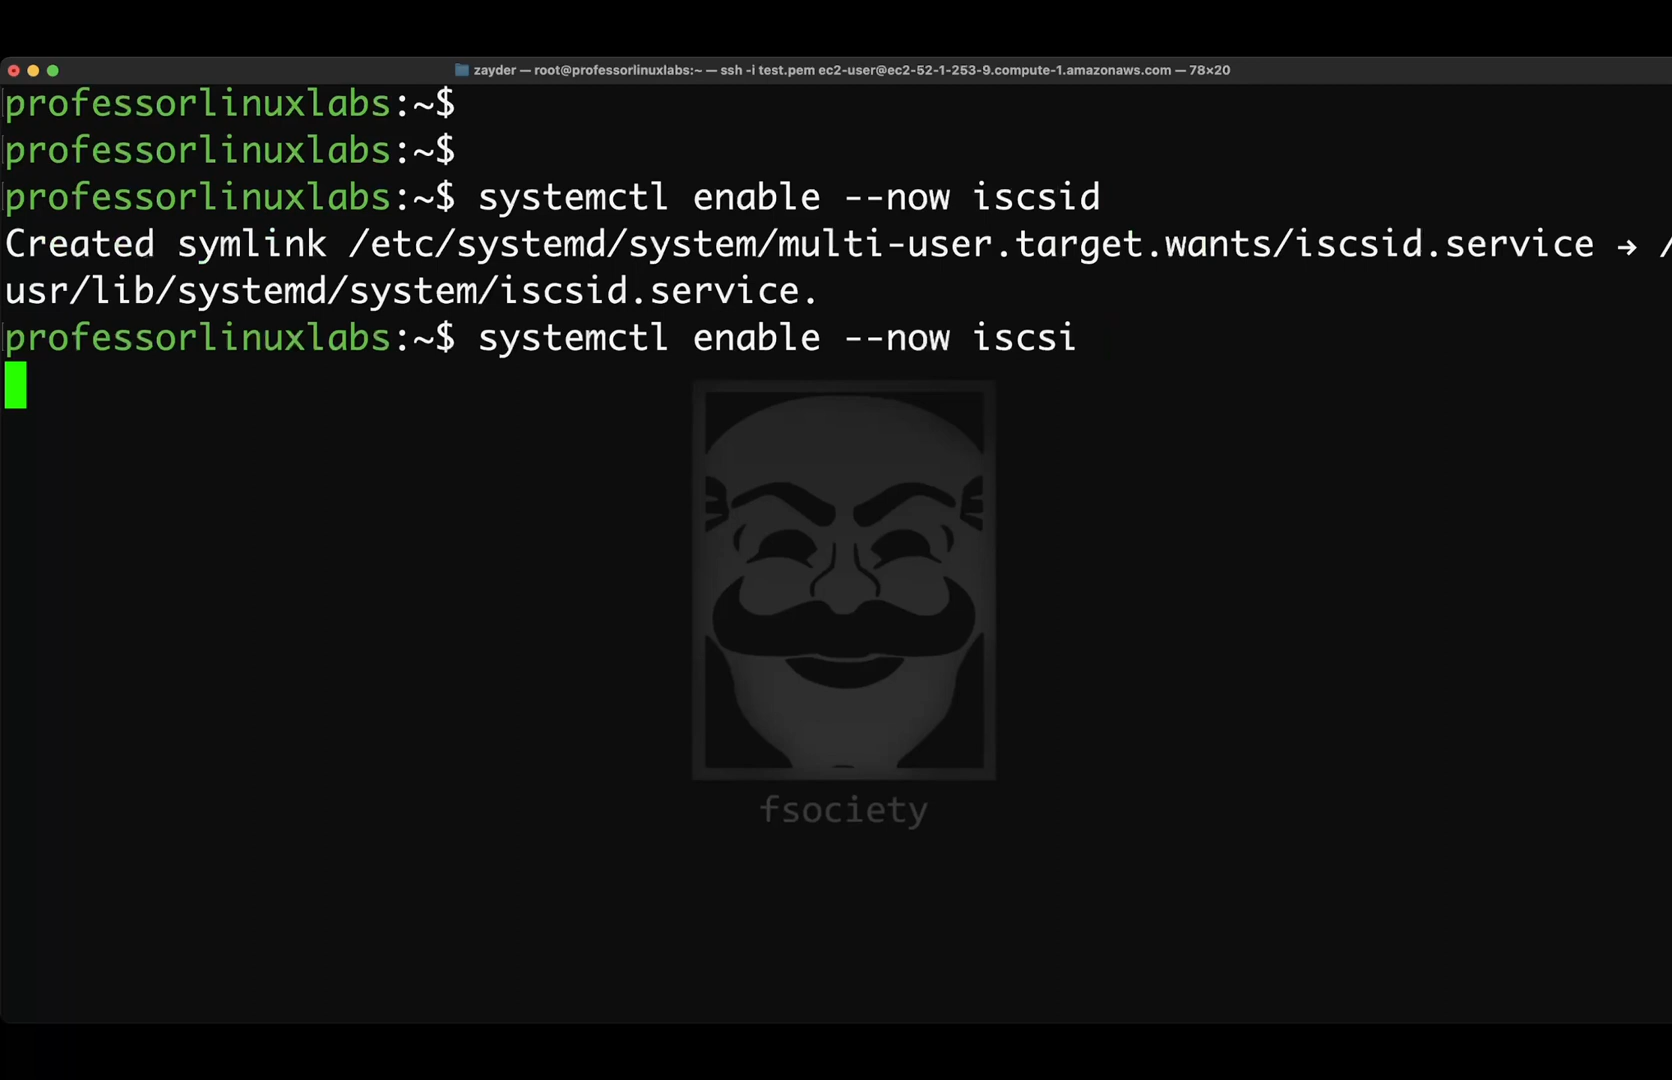 zayder — root@professorlinuxlabs:~ — ssh -i test.pem ec2-user@ec2-52-1-253-9.compute-1.amazonaws.com — 78×20
professorlinuxlabs:~$
professorlinuxlabs:~$
professorlinuxlabs:~$ systemctl enable --now iscsid
Created symlink /etc/systemd/system/multi-user.target.wants/iscsid.service → /
usr/lib/systemd/system/iscsid.service.
professorlinuxlabs:~$ systemctl enable --now iscsi
fsociety